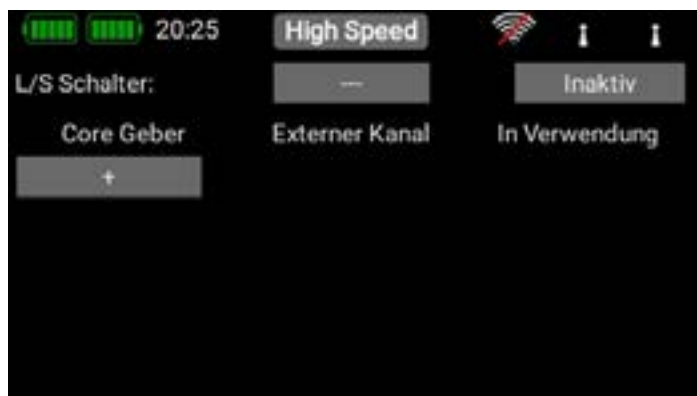 20:25 High Speed
L/S Schalter: --- Inaktiv
Core Geber Externer Kanal In Verwendung
+